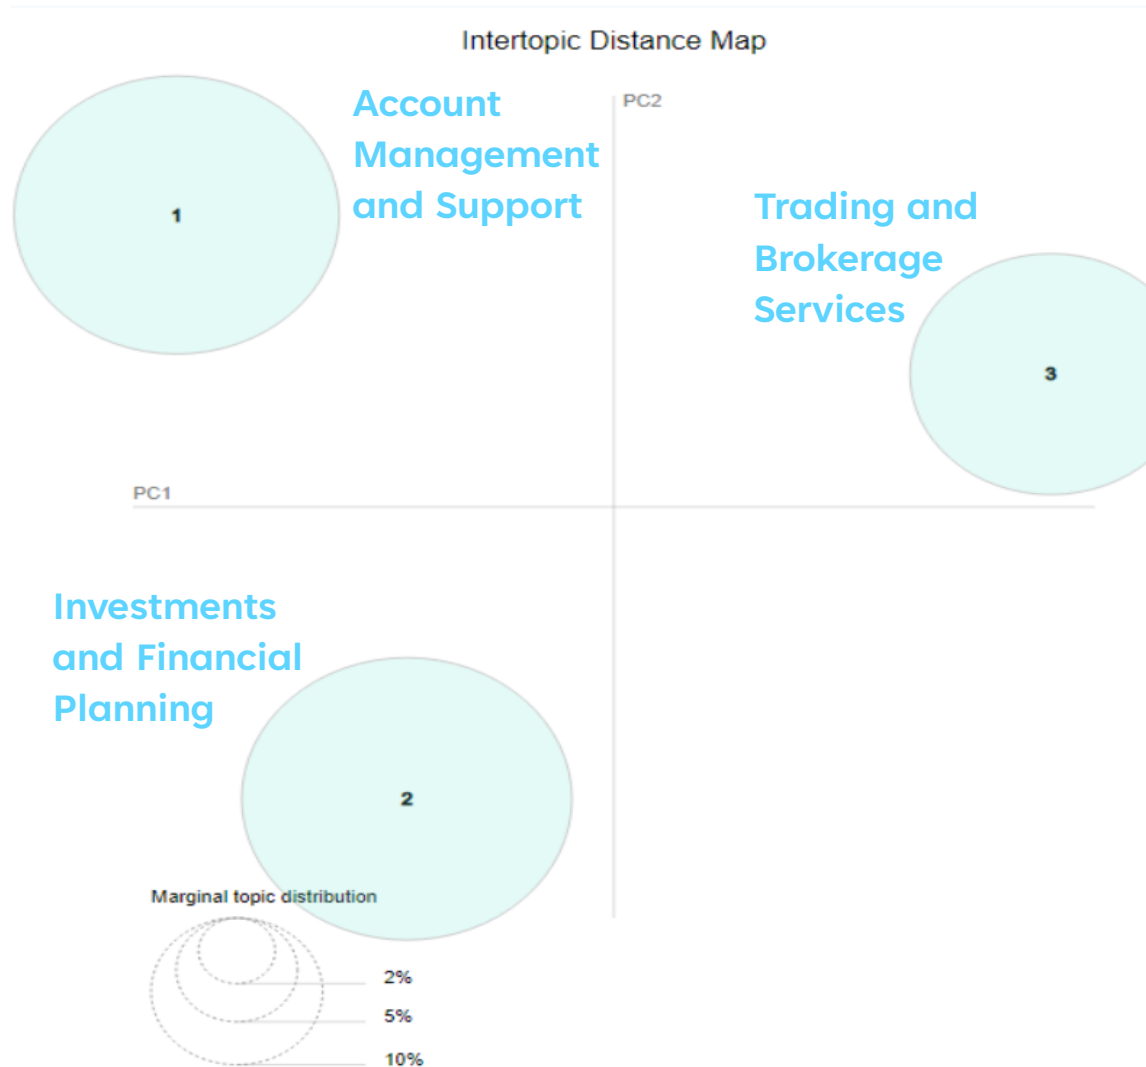 Intertopic Distance Map
Account
Management
and Support
PC2
1
Trading and
Brokerage
Services
3
PC1
Investments
and Financial
Planning
2
Marginal topic distribution
2%
5%
10%